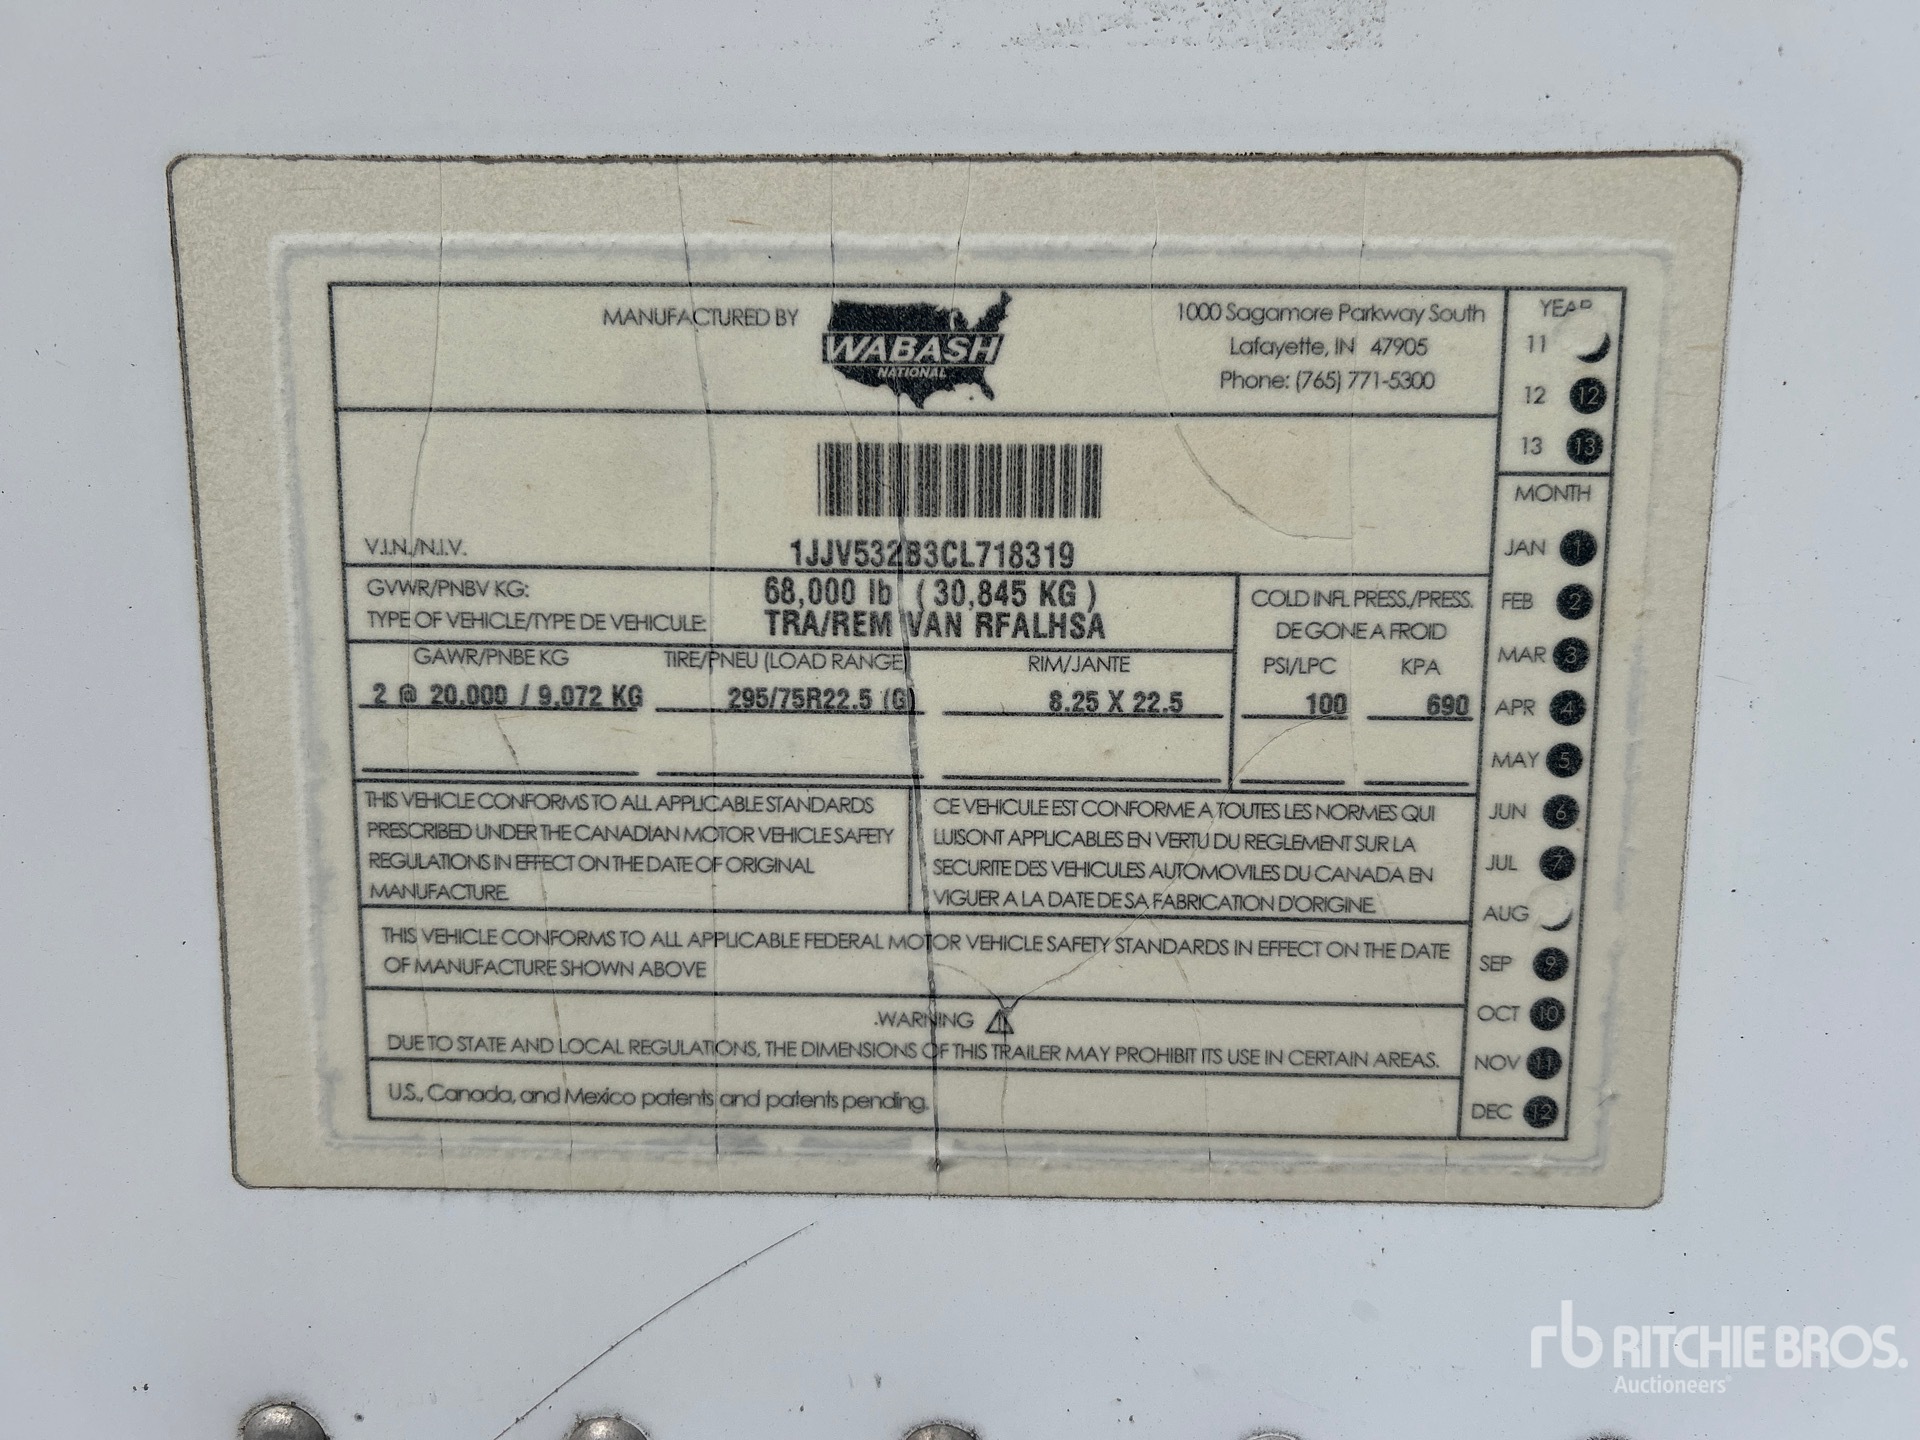 MANUFACTURED BY
WABASH
NATIONAL
1000 Sagamore Parkway South
Lafayette, IN 47905
Phone: (765) 771-5300
V.I.N./N.I.V.
1JJV532B3CL718319
GVWR/PNBV KG:
68,000 lb ( 30,845 KG )
TYPE OF VEHICLE/TYPE DE VEHICULE:
TRA/REM VAN RFALHSA
COLD INFL PRESS./PRESS.
DE GONE A FROID
GAWR/PNBE KG
TIRE/PNEU (LOAD RANGE)
RIM/JANTE
PSI/LPC
KPA
2 @ 20,000 / 9,072 KG
295/75R22.5 (G)
8.25 X 22.5
100
690
THIS VEHICLE CONFORMS TO ALL APPLICABLE STANDARDS
PRESCRIBED UNDER THE CANADIAN MOTOR VEHICLE SAFETY
REGULATIONS IN EFFECT ON THE DATE OF ORIGINAL
MANUFACTURE.
CE VEHICULE EST CONFORME A TOUTES LES NORMES QUI
LUISONT APPLICABLES EN VERTU DU REGLEMENT SUR LA
SECURITE DES VEHICULES AUTOMOVILES DU CANADA EN
VIGUER A LA DATE DE SA FABRICATION D'ORIGINE.
THIS VEHICLE CONFORMS TO ALL APPLICABLE FEDERAL MOTOR VEHICLE SAFETY STANDARDS IN EFFECT ON THE DATE
OF MANUFACTURE SHOWN ABOVE
.WARNING
DUE TO STATE AND LOCAL REGULATIONS, THE DIMENSIONS OF THIS TRAILER MAY PROHIBIT ITS USE IN CERTAIN AREAS.
U.S., Canada, and Mexico patents and patents pending.
YEAR
11
12 12
13 13
MONTH
JAN 1
FEB 2
MAR 3
APR 4
MAY 5
JUN 6
JUL 7
AUG
SEP 9
OCT 10
NOV 11
DEC 12
rb RITCHIE BROS.
Auctioneers